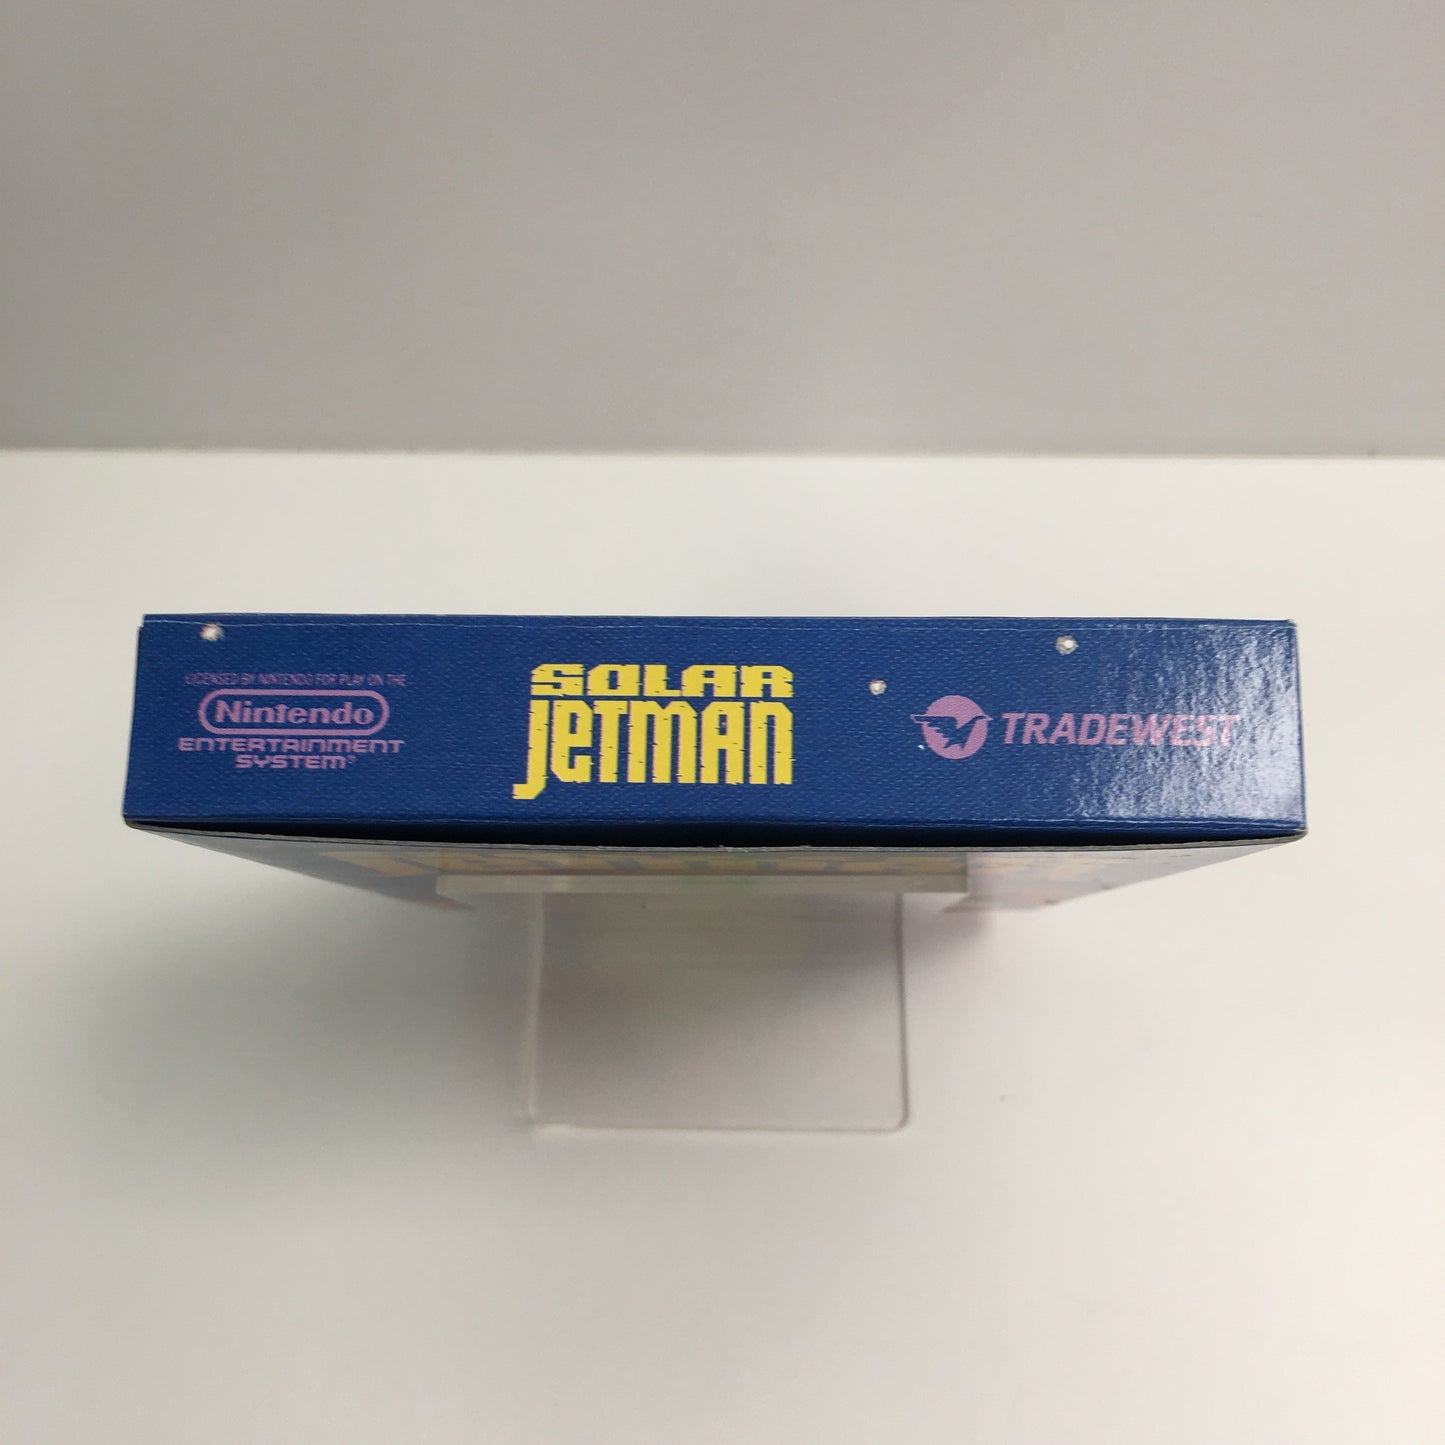 LICENSED BY NINTENDO FOR PLAY ON THE
Nintendo
ENTERTAINMENT
SYSTEM®
SOLAR
JETMAN
TRADEWEST